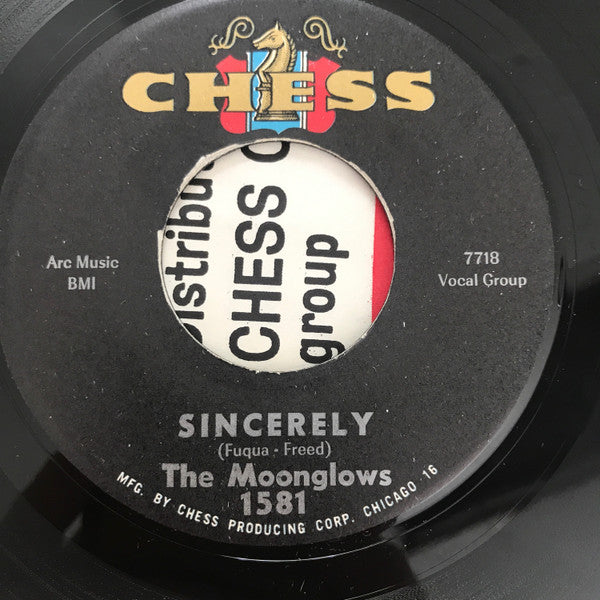 CHESS
Arc Music
BMI
7718
Vocal Group
Distribu
CHESS
group
SINCERELY
(Fuqua - Freed)
The Moonglows
1581
MFG. BY CHESS PRODUCING CORP. CHICAGO 16